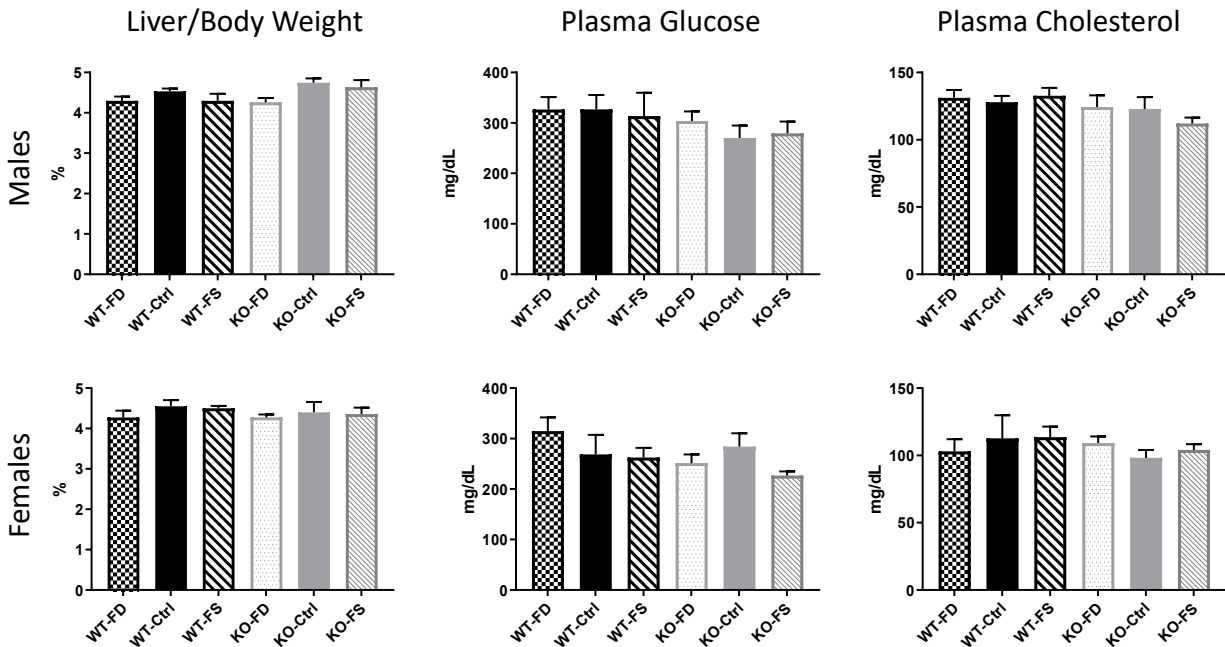 Liver/Body Weight
Plasma Glucose
Plasma Cholesterol
Males
%
5
4
3
2
1
0
WT-FD
WT-Ctrl
WT-FS
KO-FD
KO-Ctrl
KO-FS
mg/dL
400
300
200
100
0
WT-FD
WT-Ctrl
WT-FS
KO-FD
KO-Ctrl
KO-FS
mg/dL
150
100
50
0
WT-FD
WT-Ctrl
WT-FS
KO-FD
KO-Ctrl
KO-FS
Females
%
5
4
3
2
1
0
WT-FD
WT-Ctrl
WT-FS
KO-FD
KO-Ctrl
KO-FS
mg/dL
400
300
200
100
0
WT-FD
WT-Ctrl
WT-FS
KO-FD
KO-Ctrl
KO-FS
mg/dL
150
100
50
0
WT-FD
WT-Ctrl
WT-FS
KO-FD
KO-Ctrl
KO-FS